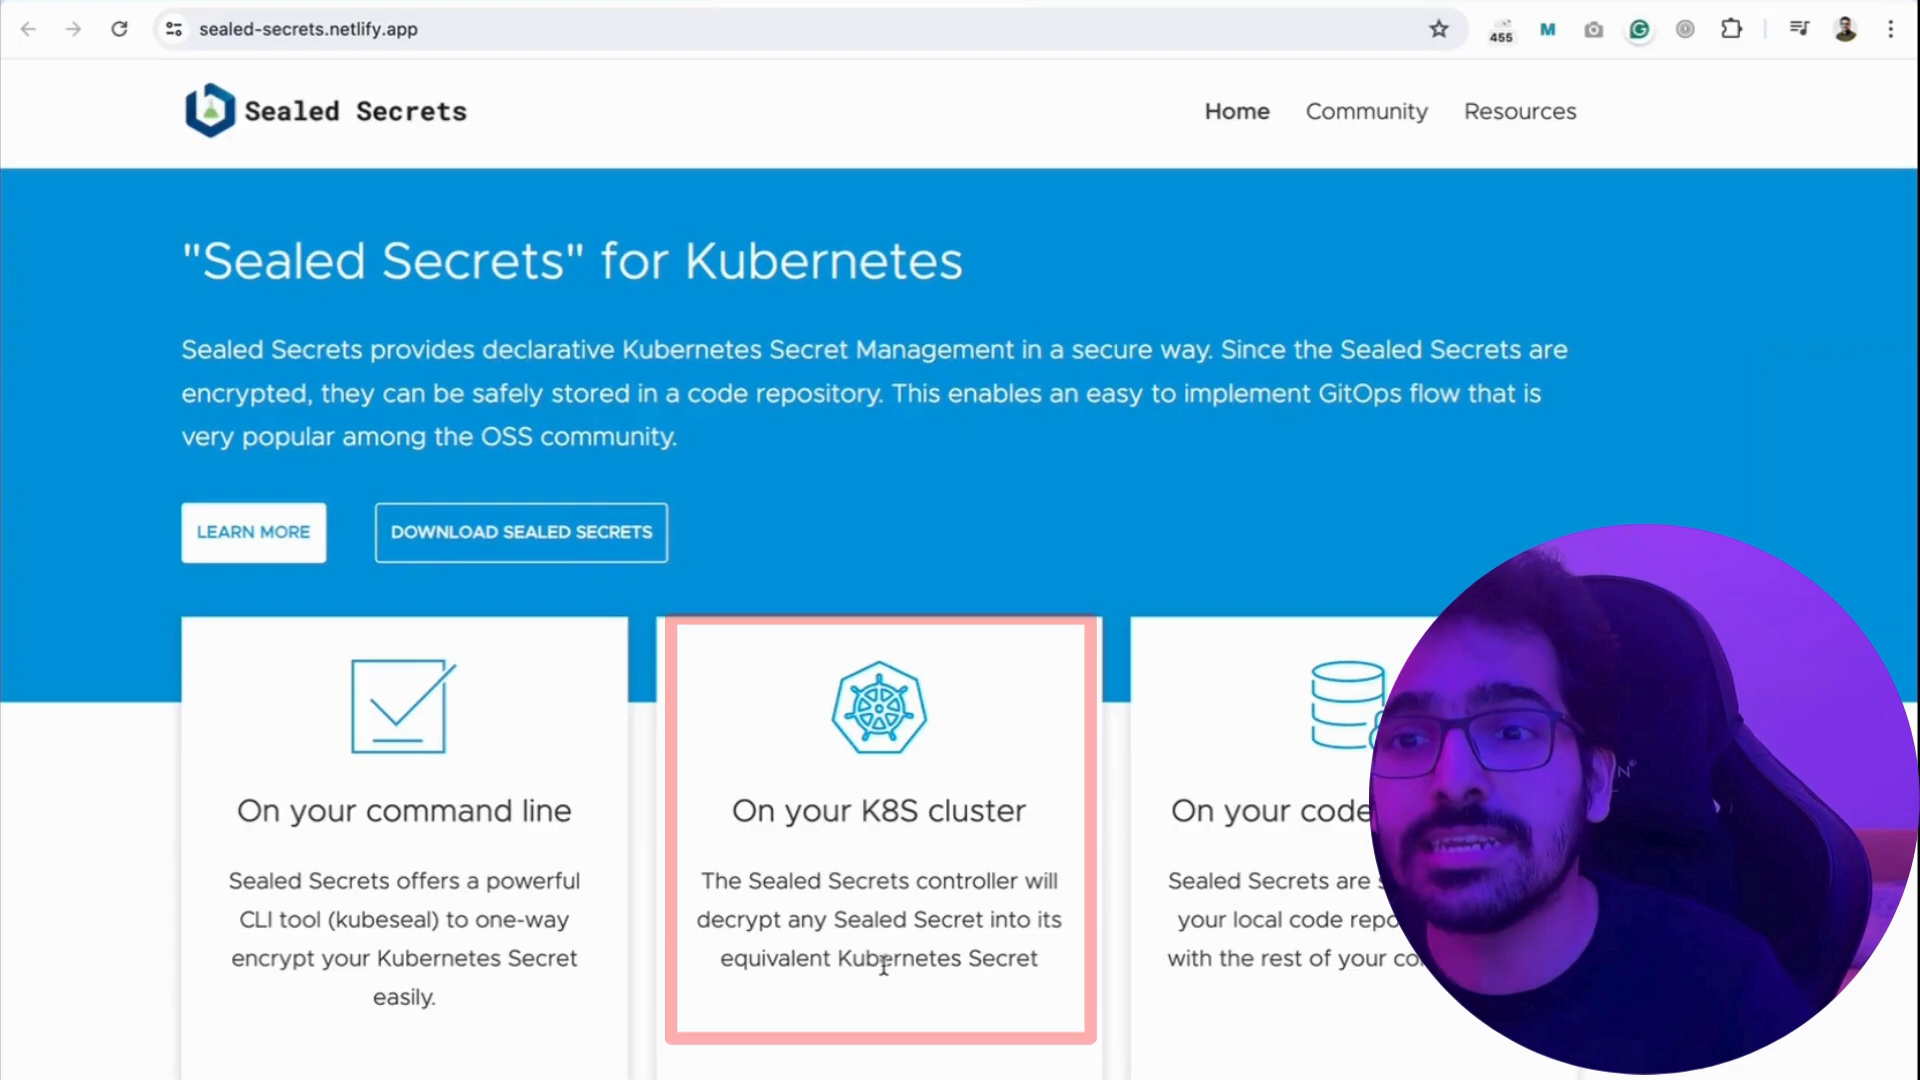 sealed-secrets.netlify.app
455
M
Sealed Secrets
Home Community Resources
"Sealed Secrets" for Kubernetes
Sealed Secrets provides declarative Kubernetes Secret Management in a secure way. Since the Sealed Secrets are
encrypted, they can be safely stored in a code repository. This enables an easy to implement GitOps flow that is
very popular among the OSS community.
LEARN MORE
DOWNLOAD SEALED SECRETS
On your command line
Sealed Secrets offers a powerful
CLI tool (kubeseal) to one-way
encrypt your Kubernetes Secret
easily.
On your K8S cluster
The Sealed Secrets controller will
decrypt any Sealed Secret into its
equivalent Kubernetes Secret
On your code
Sealed Secrets are
your local code
with the rest of your